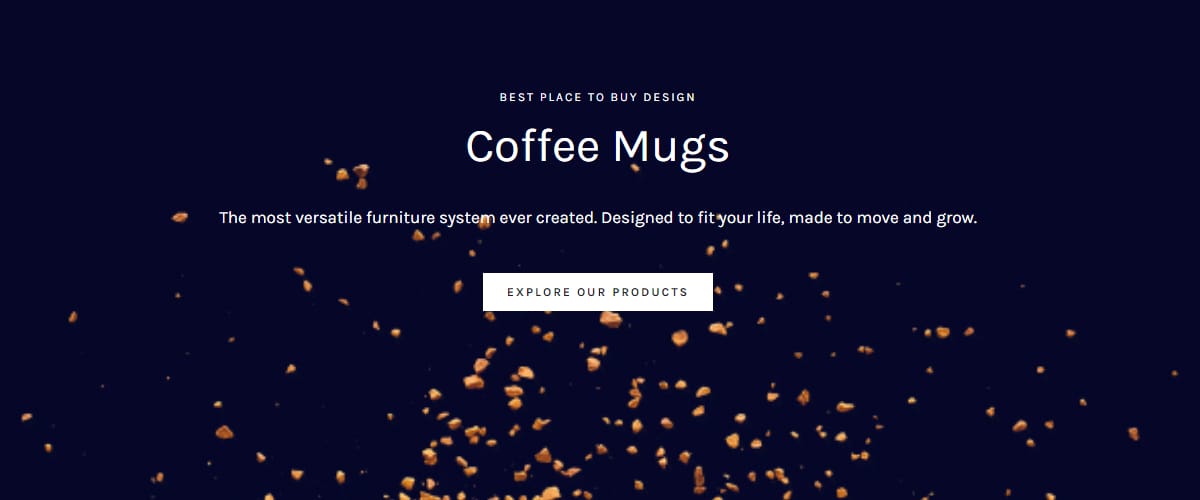 BEST PLACE TO BUY DESIGN
Coffee Mugs
The most versatile furniture system ever created. Designed to fit your life, made to move and grow.
EXPLORE OUR PRODUCTS